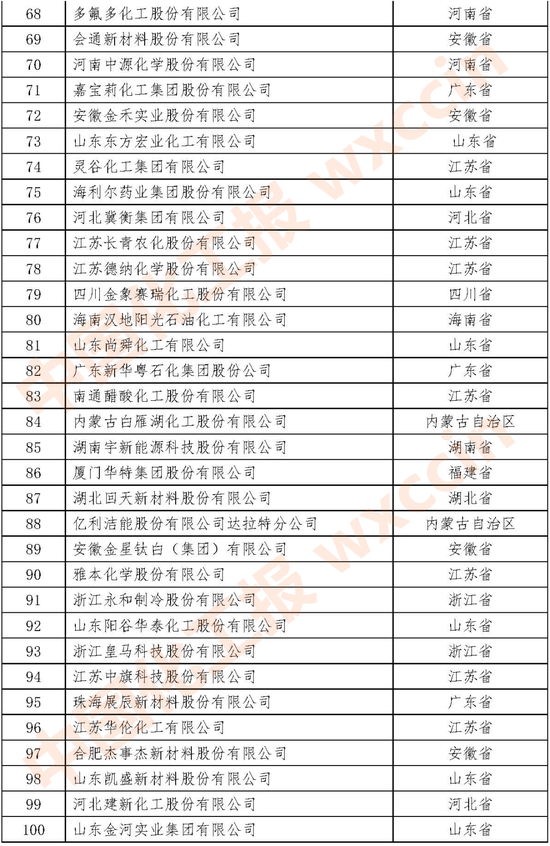 68 多氟多化工股份有限公司 河南省
69 会通新材料股份有限公司 安徽省
70 河南中源化学股份有限公司 河南省
71 嘉宝莉化工集团股份有限公司 广东省
72 安徽金禾实业股份有限公司 安徽省
73 山东东方宏业化工有限公司 山东省
74 灵谷化工集团有限公司 江苏省
75 海利尔药业集团股份有限公司 山东省
76 河北冀衡集团有限公司 河北省
77 江苏长青农化股份有限公司 江苏省
78 江苏德纳化学股份有限公司 江苏省
79 四川金象赛瑞化工股份有限公司 四川省
80 海南汉地阳光石油化工有限公司 海南省
81 山东尚舜化工有限公司 山东省
82 广东新华粤石化集团股份公司 广东省
83 南通醋酸化工股份有限公司 江苏省
84 内蒙古白雁湖化工股份有限公司 内蒙古自治区
85 湖南宇新能源科技股份有限公司 湖南省
86 厦门华特集团股份有限公司 福建省
87 湖北回天新材料股份有限公司 湖北省
88 亿利洁能股份有限公司达拉特分公司 内蒙古自治区
89 安徽金星钛白（集团）有限公司 安徽省
90 雅本化学股份有限公司 江苏省
91 浙江永和制冷股份有限公司 浙江省
92 山东阳谷华泰化工股份有限公司 山东省
93 浙江皇马科技股份有限公司 浙江省
94 江苏中旗科技股份有限公司 江苏省
95 珠海展辰新材料股份有限公司 广东省
96 江苏华伦化工有限公司 江苏省
97 合肥杰事杰新材料股份有限公司 安徽省
98 山东凯盛新材料股份有限公司 山东省
99 河北建新化工股份有限公司 河北省
100 山东金河实业集团有限公司 山东省
中国化工报 wxccin
中国化工报 wxccin